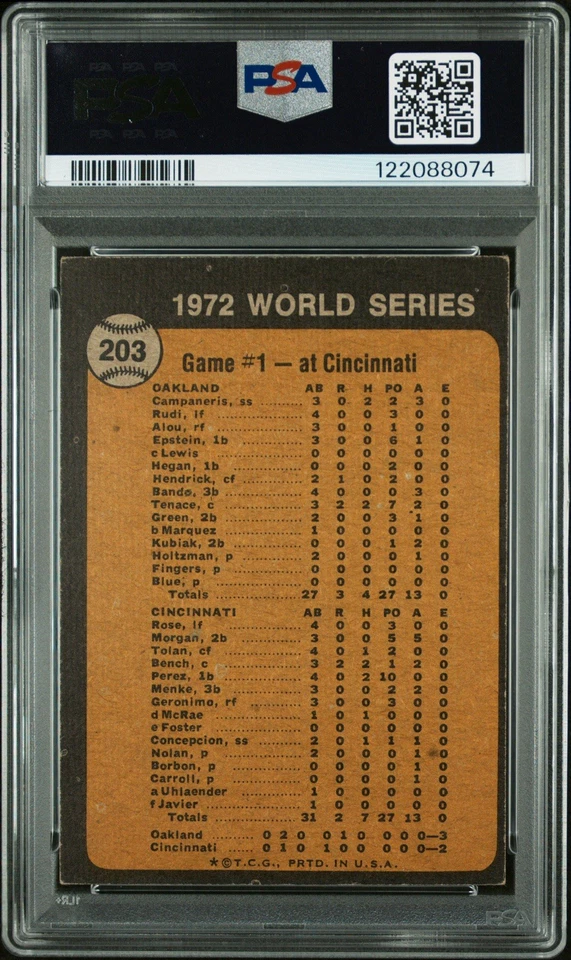 PSA PSA PSA
PSA
PSA PSA PSA
PSA
122088074
1972 WORLD SERIES
203
Game #1 — at Cincinnati
OAKLAND AB R H PO A E
Campaneris, ss .......... 3 0 2 2 3 0
Rudi, lf .......... 4 0 0 3 0 0
Alou, rf .......... 3 0 0 1 0 0
Epstein, 1b .......... 3 0 0 6 1 0
c Lewis .......... 0 0 0 0 0 0
Hegan, 1b .......... 0 0 0 2 0 0
Hendrick, cf .......... 2 1 0 2 0 0
Bando, 3b .......... 4 0 0 0 3 0
Tenace, c .......... 3 2 2 7 2 0
Green, 2b .......... 2 0 0 3 1 0
b Marquez .......... 1 0 0 0 0 0
Kubiak, 2b .......... 0 0 0 1 2 0
Holtzman, p .......... 2 0 0 0 1 0
Fingers, p .......... 0 0 0 0 0 0
Blue, p .......... 0 0 0 0 0 0
Totals .......... 27 3 4 27 13 0
CINCINNATI AB R H PO A E
Rose, lf .......... 4 0 0 3 0 0
Morgan, 2b .......... 3 0 0 5 5 0
Tolan, cf .......... 4 0 1 2 0 0
Bench, c .......... 3 2 2 1 2 0
Perez, 1b .......... 4 0 2 10 0 0
Menke, 3b .......... 3 0 0 2 2 0
Geronimo, rf .......... 3 0 0 3 0 0
d McRae .......... 1 0 1 0 0 0
e Foster .......... 0 0 0 0 0 0
Concepcion, ss .......... 2 0 1 1 1 0
Nolan, p .......... 2 0 0 0 1 0
Borbon, p .......... 0 0 0 0 1 0
Carroll, p .......... 0 0 0 0 1 0
a Uhlaender .......... 1 0 0 0 0 0
f Javier .......... 1 0 0 0 0 0
Totals .......... 31 2 7 27 13 0
Oakland .......... 0 2 0 0 1 0 0 0 0—3
Cincinnati .......... 0 1 0 1 0 0 0 0 0—2
*©T.C.G., PRTD. IN U.S.A.
PSA